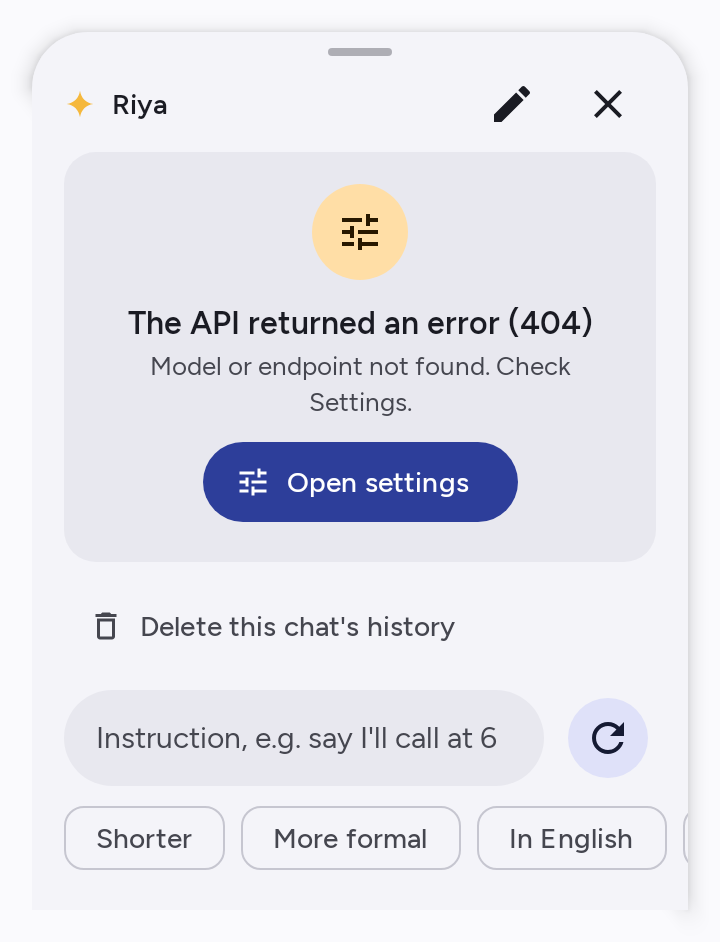 Riya
The API returned an error (404)
Model or endpoint not found. Check
Settings.
Open settings
Delete this chat's history
Instruction, e.g. say I'll call at 6
Shorter
More formal
In English